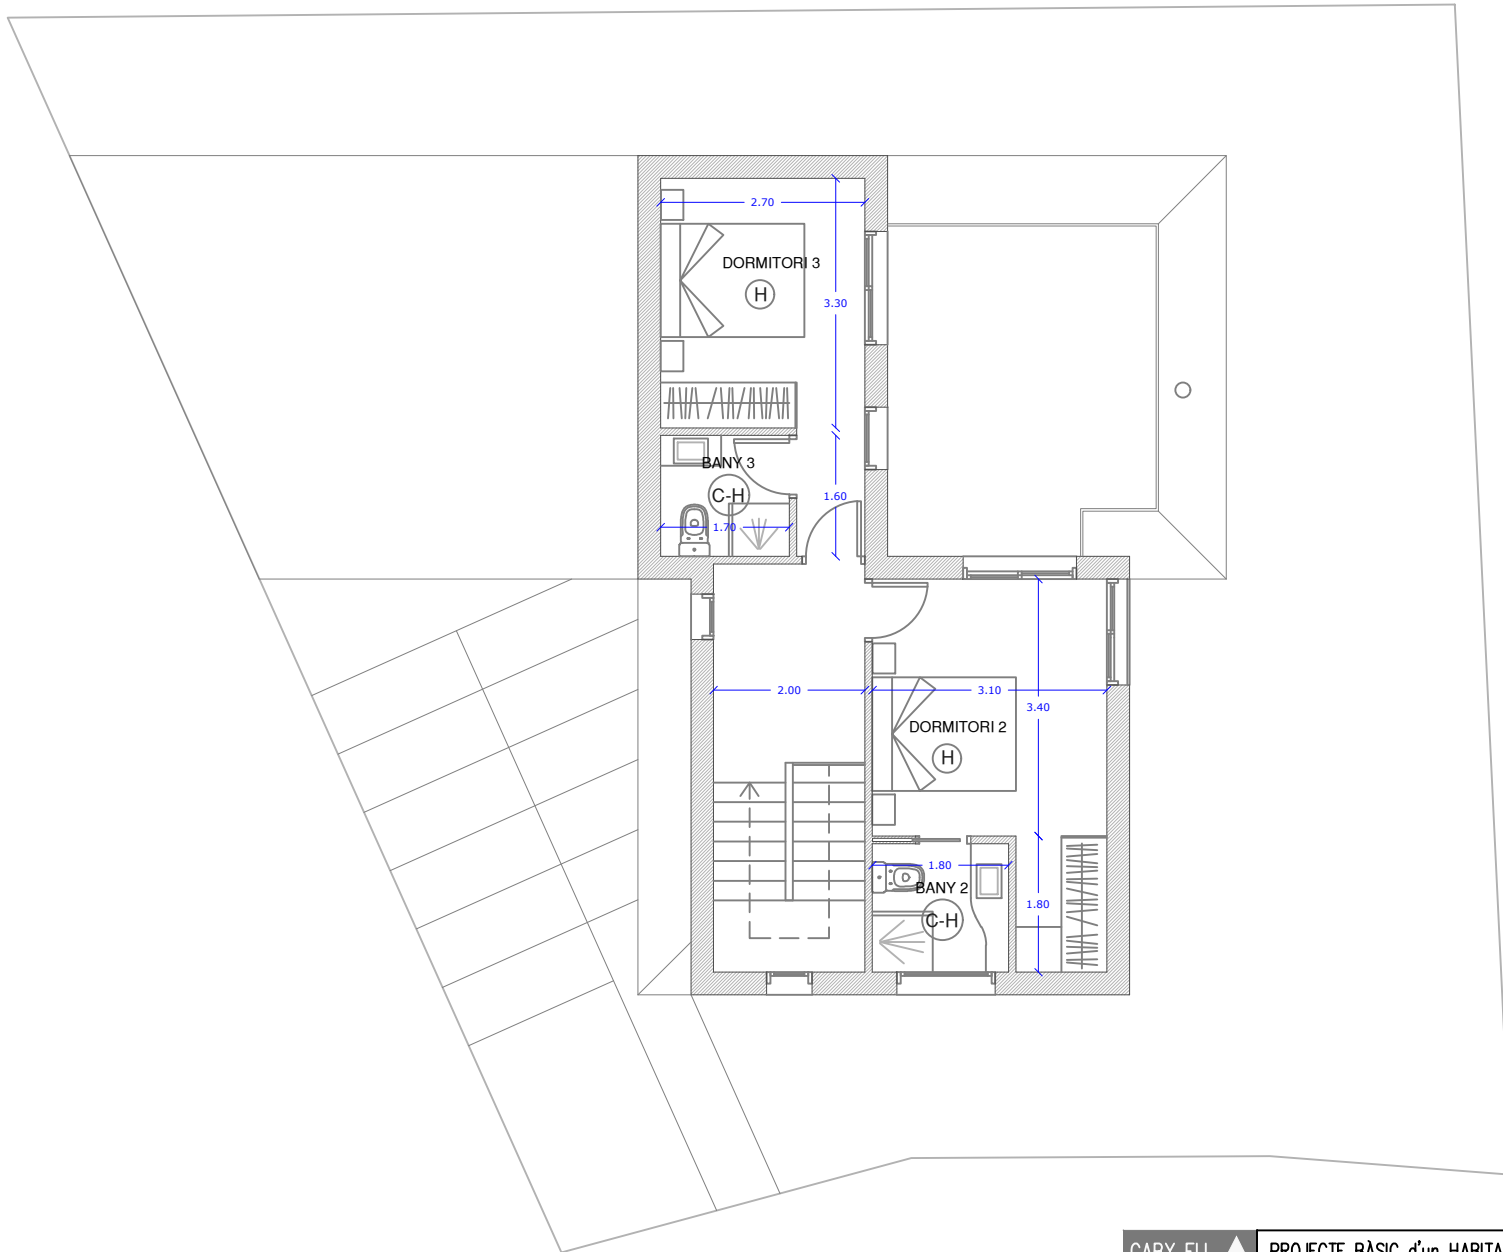 2.70
DORMITORI 3
H
3.30
BANY 3
C-H
1.60
1.70
2.00
3.10
3.40
DORMITORI 2
H
1.80
BANY 2
C-H
1.80
PROJECTE BÀSIC d'un HABITA